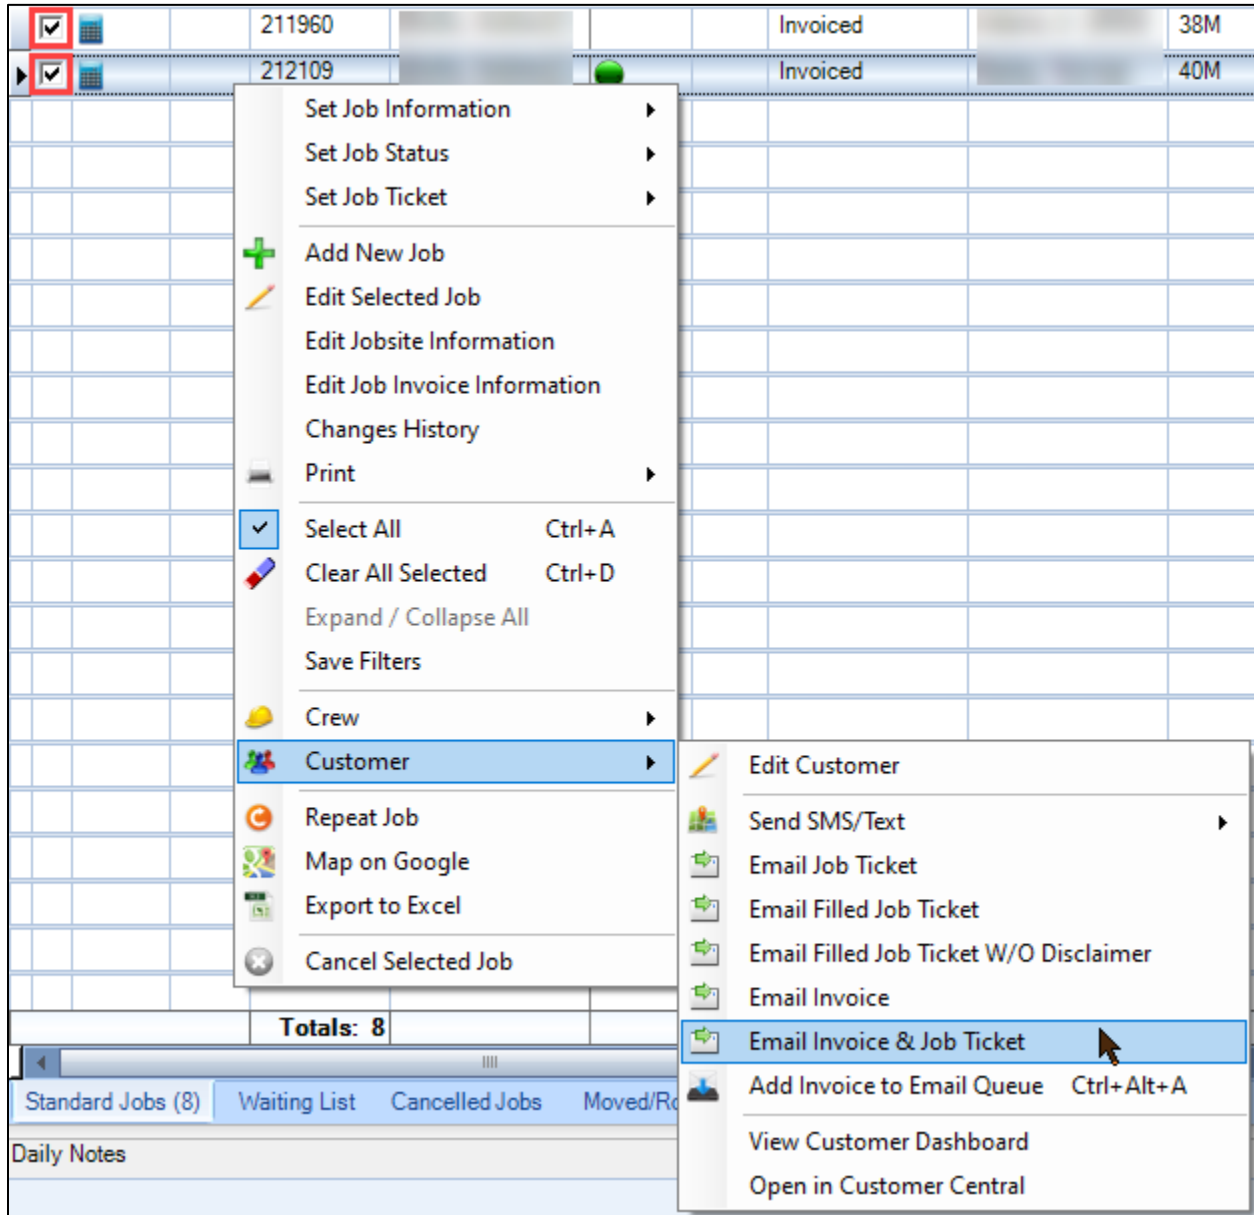 211960 Invoiced 38M
212109 Invoiced 40M
Set Job Information
Set Job Status
Set Job Ticket
Add New Job
Edit Selected Job
Edit Jobsite Information
Edit Job Invoice Information
Changes History
Print
Select All Ctrl+A
Clear All Selected Ctrl+D
Expand / Collapse All
Save Filters
Crew
Customer
Repeat Job
Map on Google
Export to Excel
Cancel Selected Job
Edit Customer
Send SMS/Text
Email Job Ticket
Email Filled Job Ticket
Email Filled Job Ticket W/O Disclaimer
Email Invoice
Email Invoice & Job Ticket
Add Invoice to Email Queue Ctrl+Alt+A
View Customer Dashboard
Open in Customer Central
Totals: 8
Standard Jobs (8) Waiting List Cancelled Jobs
Daily Notes